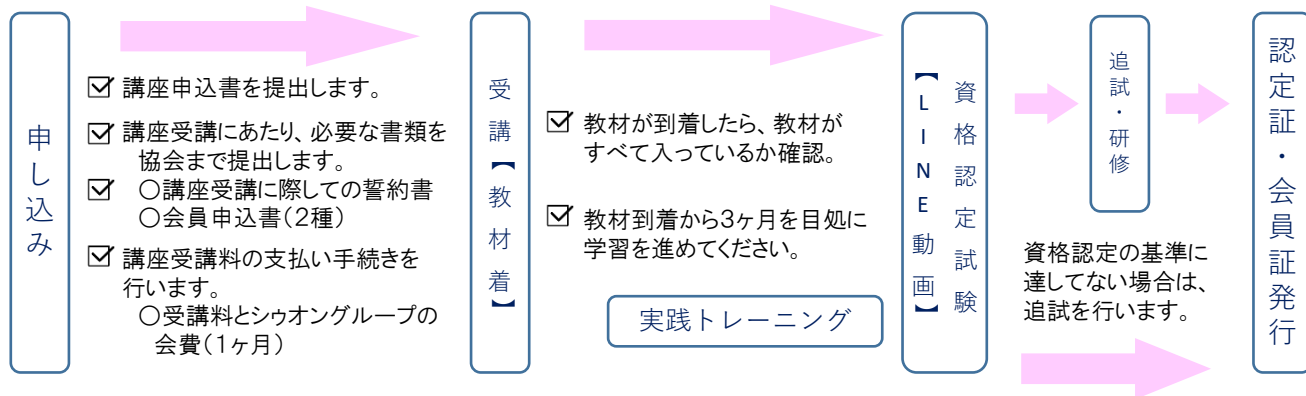 申し込み
講座申込書を提出します。
講座受講にあたり、必要な書類を
協会まで提出します。
〇講座受講に際しての誓約書
〇会員申込書(2種)
講座受講料の支払い手続きを
行います。
〇受講料とシゥオングループの
会費(1ヶ月)
受講【教材着】
教材が到着したら、教材が
すべて入っているか確認。
教材到着から3ヶ月を目処に
学習を進めてください。
実践トレーニング
資格認定試験
【LINE動画】
追試・研修
資格認定の基準に
達してない場合は、
追試を行います。
認定証・会員証発行